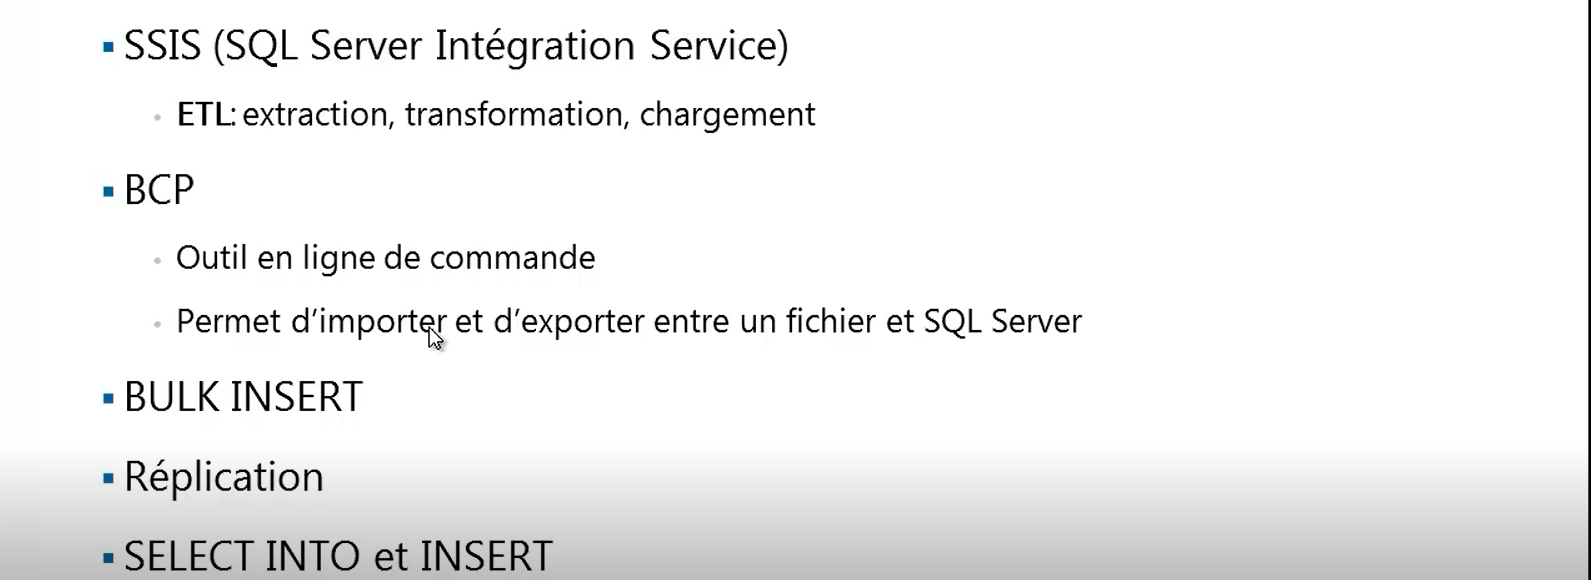 SSIS (SQL Server Intégration Service)
ETL: extraction, transformation, chargement
BCP
Outil en ligne de commande
Permet d’importer et d’exporter entre un fichier et SQL Server
BULK INSERT
Réplication
SELECT INTO et INSERT